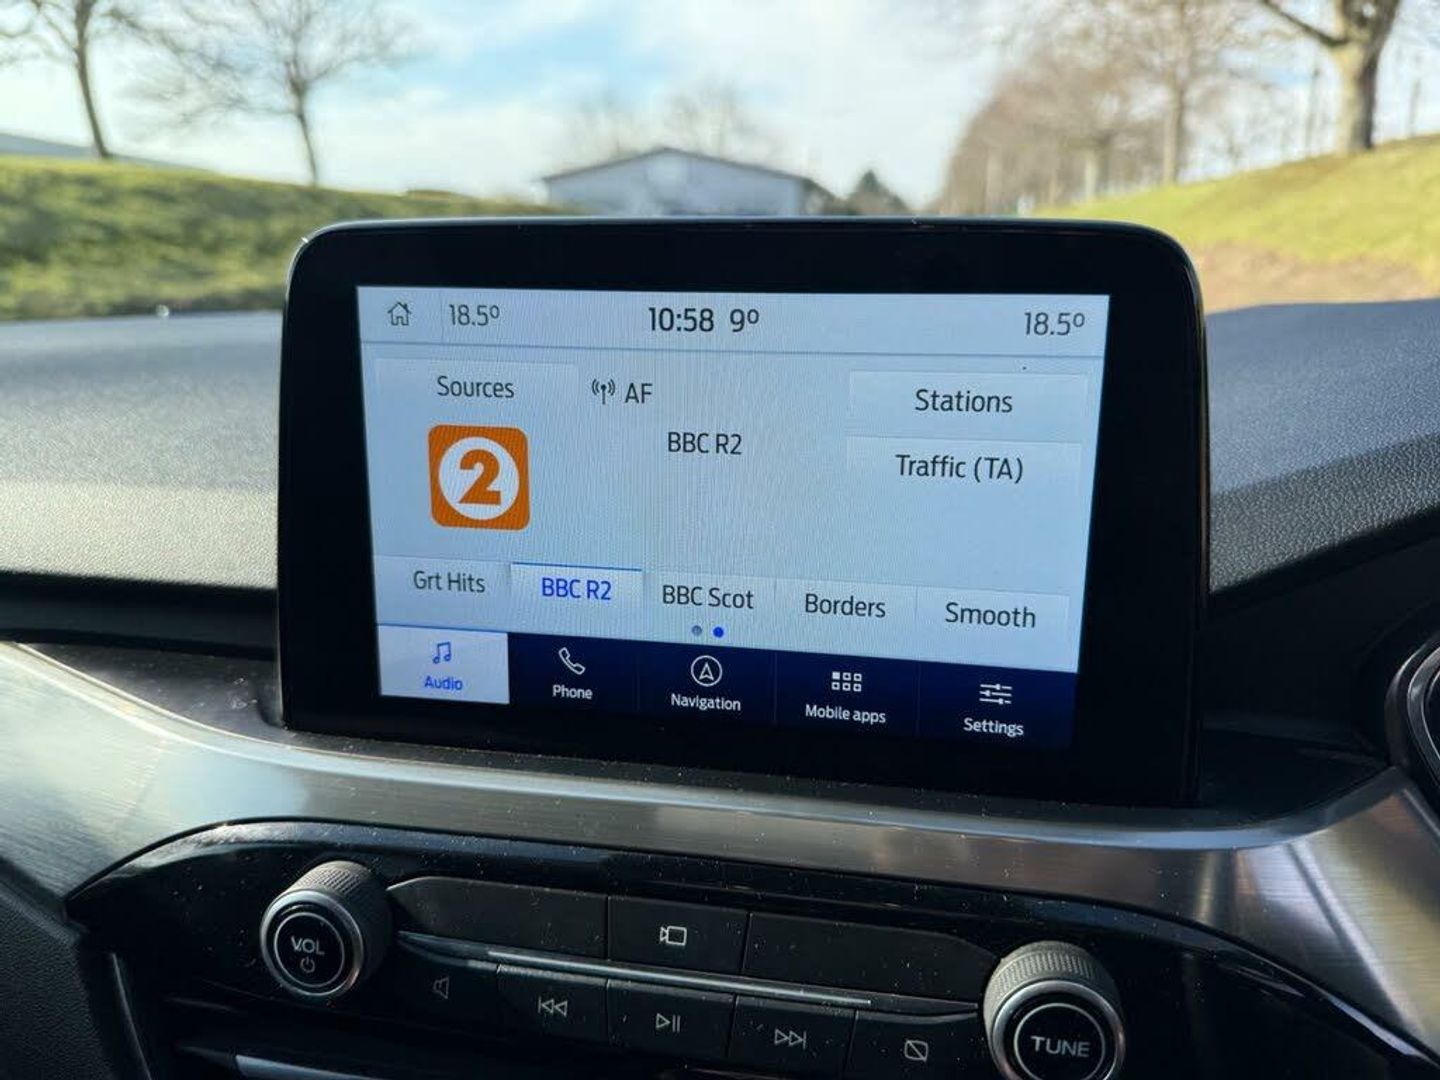 18.5° 10:58 9° 18.5°
Sources AF Stations
BBC R2
Traffic (TA)
2
Grt Hits BBC R2 BBC Scot Borders Smooth
Audio Phone Navigation Mobile apps Settings
VOL
TUNE